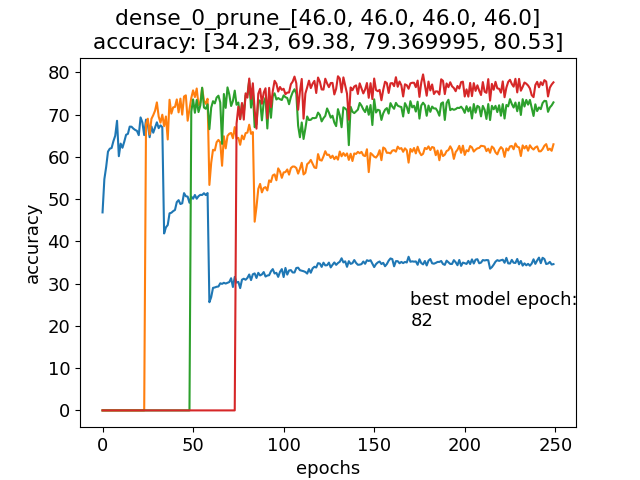 dense_0_prune_[46.0, 46.0, 46.0, 46.0]
accuracy: [34.23, 69.38, 79.369995, 80.53]
80
70
60
50
40
30
20
10
0
accuracy
best model epoch:
82
0 50 100 150 200 250
epochs